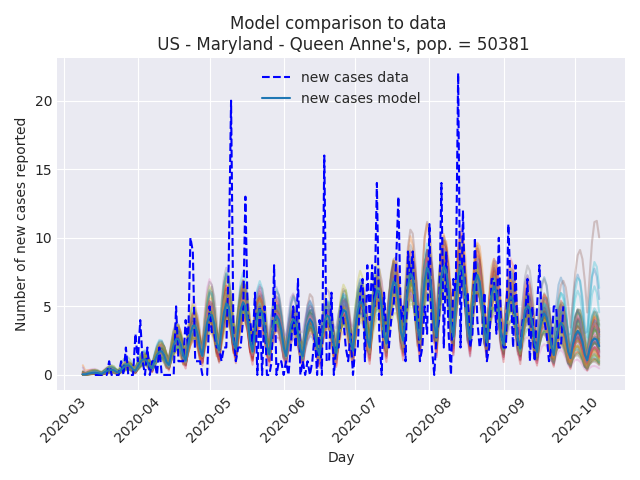 Model comparison to data
US - Maryland - Queen Anne's, pop. = 50381
new cases data
new cases model
Number of new cases reported
20
15
10
5
0
2020-03
2020-04
2020-05
2020-06
2020-07
2020-08
2020-09
2020-10
Day